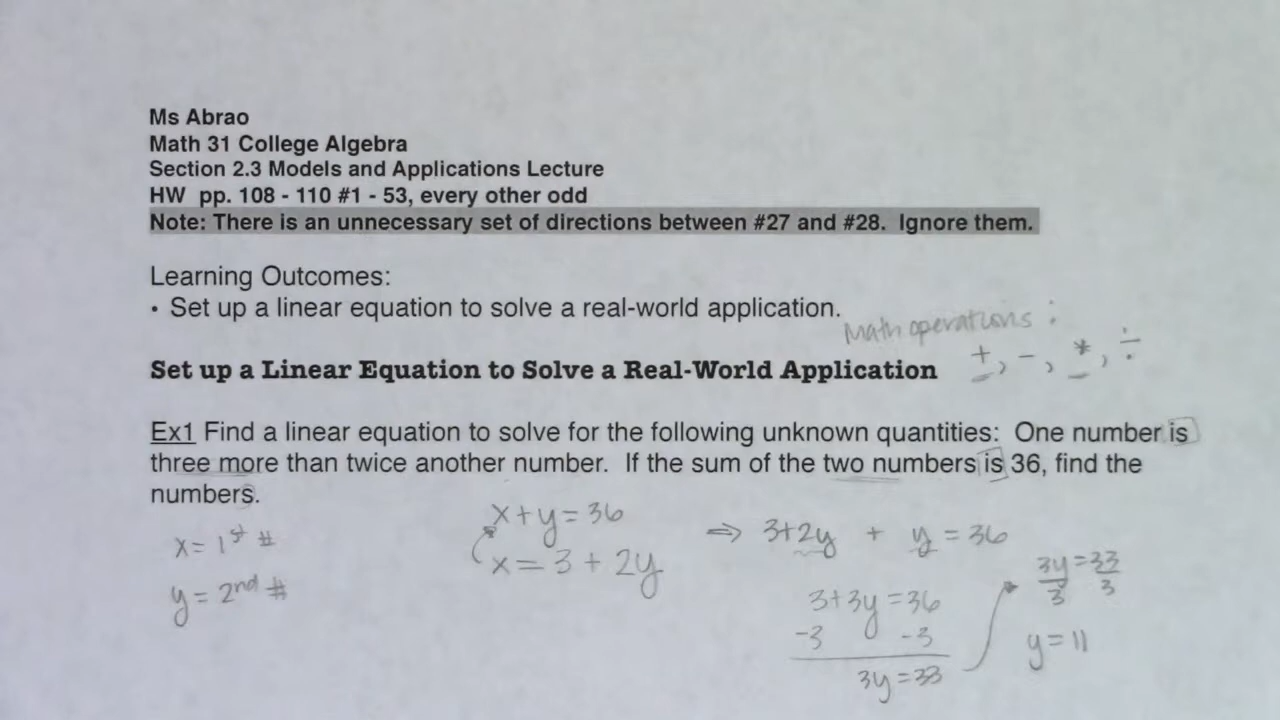 Ms Abrao
Math 31 College Algebra
Section 2.3 Models and Applications Lecture
HW pp. 108 - 110 #1 - 53, every other odd
Note: There is an unnecessary set of directions between #27 and #28. Ignore them.
Learning Outcomes:
• Set up a linear equation to solve a real-world application.
Math operations:
+, -, *, ÷
Set up a Linear Equation to Solve a Real-World Application
Ex1 Find a linear equation to solve for the following unknown quantities: One number is
three more than twice another number. If the sum of the two numbers is 36, find the
numbers.
x = 1st #
y = 2nd #
x + y = 36
x = 3 + 2y
⇒ 3+2y + y = 36
3+3y = 36
-3 -3
3y = 33
3y = 33
3 3
y = 11